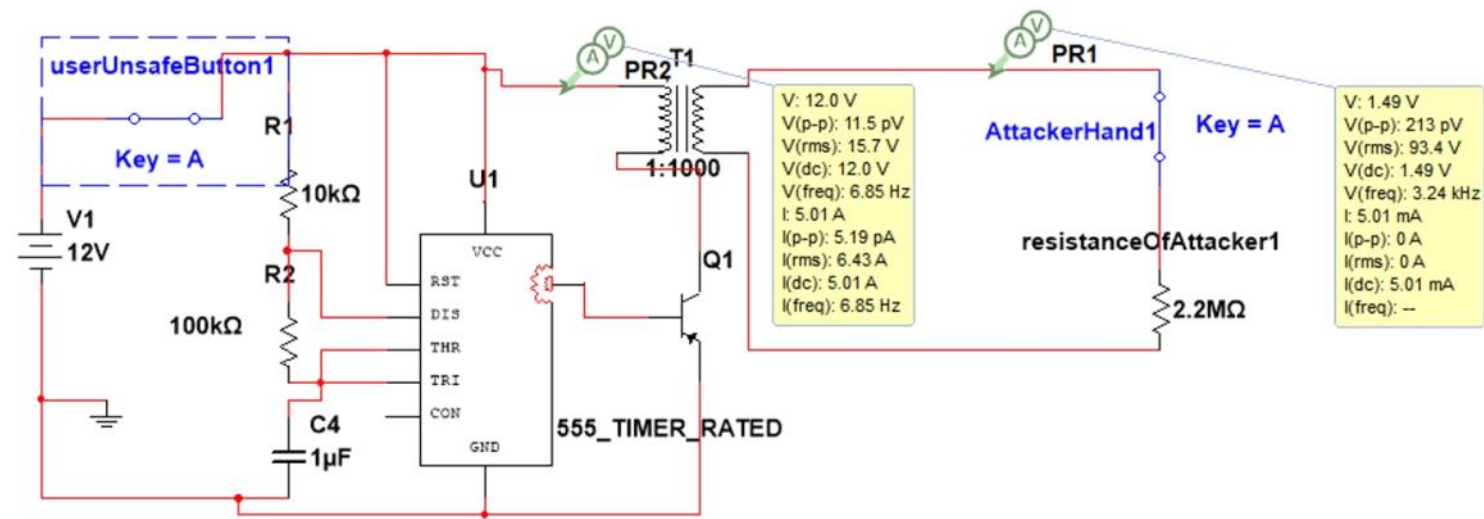 userUnsafeButton1
Key = A
V1
12V
R1
10kΩ
R2
100kΩ
C4
1µF
U1
VCC
RST
DIS
THR
TRI
CON
GND
555_TIMER_RATED
Q1
A
V
PR2
T1
1:1000
V: 12.0 V
V(p-p): 11.5 pV
V(rms): 15.7 V
V(dc): 12.0 V
V(freq): 6.85 Hz
I: 5.01 A
I(p-p): 5.19 pA
I(rms): 6.43 A
I(dc): 5.01 A
I(freq): 6.85 Hz
A
V
PR1
AttackerHand1
Key = A
resistanceOfAttacker1
2.2MΩ
V: 1.49 V
V(p-p): 213 pV
V(rms): 93.4 V
V(dc): 1.49 V
V(freq): 3.24 kHz
I: 5.01 mA
I(p-p): 0 A
I(rms): 0 A
I(dc): 5.01 mA
I(freq): --